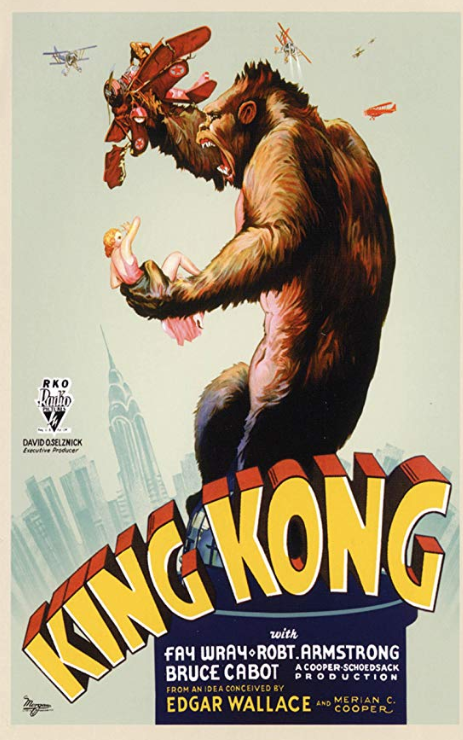 RKO
Radio
PICTURES
DAVID O.SELZNICK
Executive Producer
KING KONG
with
FAY WRAY ROBT. ARMSTRONG
BRUCE CABOT
A COOPER-SCHOEDSACK
PRODUCTION
FROM AN IDEA CONCEIVED BY
EDGAR WALLACE AND MERIAN C. COOPER
Morgan